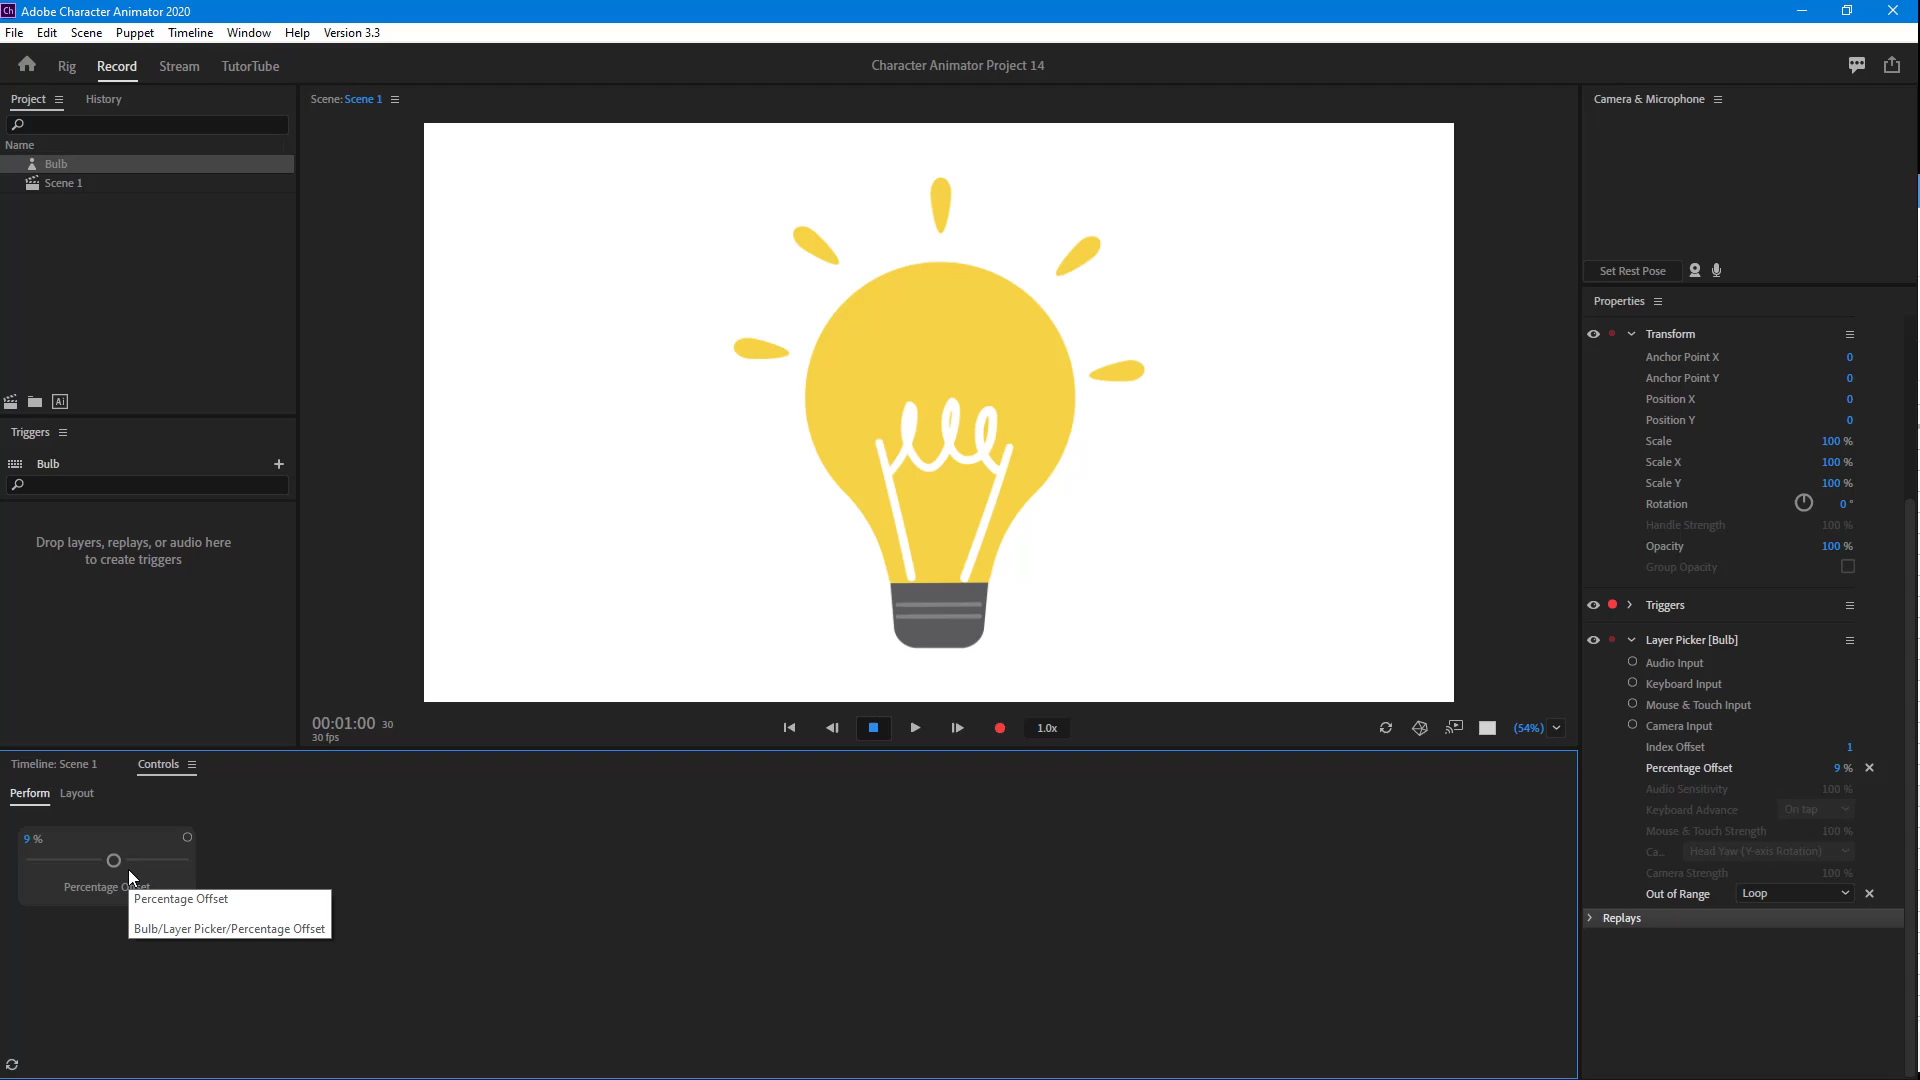 Ch Adobe Character Animator 2020
File Edit Scene Puppet Timeline Window Help Version 3.3
Rig Record Stream TutorTube
Character Animator Project 14
Project History
Name
Bulb
Scene 1
Ai
Triggers
Bulb
Drop layers, replays, or audio here
to create triggers
Scene: Scene 1
00:01:00 30
30 fps
1.0x
(54%)
Timeline: Scene 1 Controls
Perform Layout
9 %
Percentage Offset
Percentage Offset
Bulb/Layer Picker/Percentage Offset
Camera & Microphone
Set Rest Pose
Properties
Transform
Anchor Point X 0
Anchor Point Y 0
Position X 0
Position Y 0
Scale 100 %
Scale X 100 %
Scale Y 100 %
Rotation 0 °
Handle Strength 100 %
Opacity 100 %
Group Opacity
Triggers
Layer Picker [Bulb]
Audio Input
Keyboard Input
Mouse & Touch Input
Camera Input
Index Offset 1
Percentage Offset 9 %
Audio Sensitivity 100 %
Keyboard Advance On tap
Mouse & Touch Strength 100 %
Ca... Head Yaw (Y-axis Rotation)
Camera Strength 100 %
Out of Range Loop
Replays